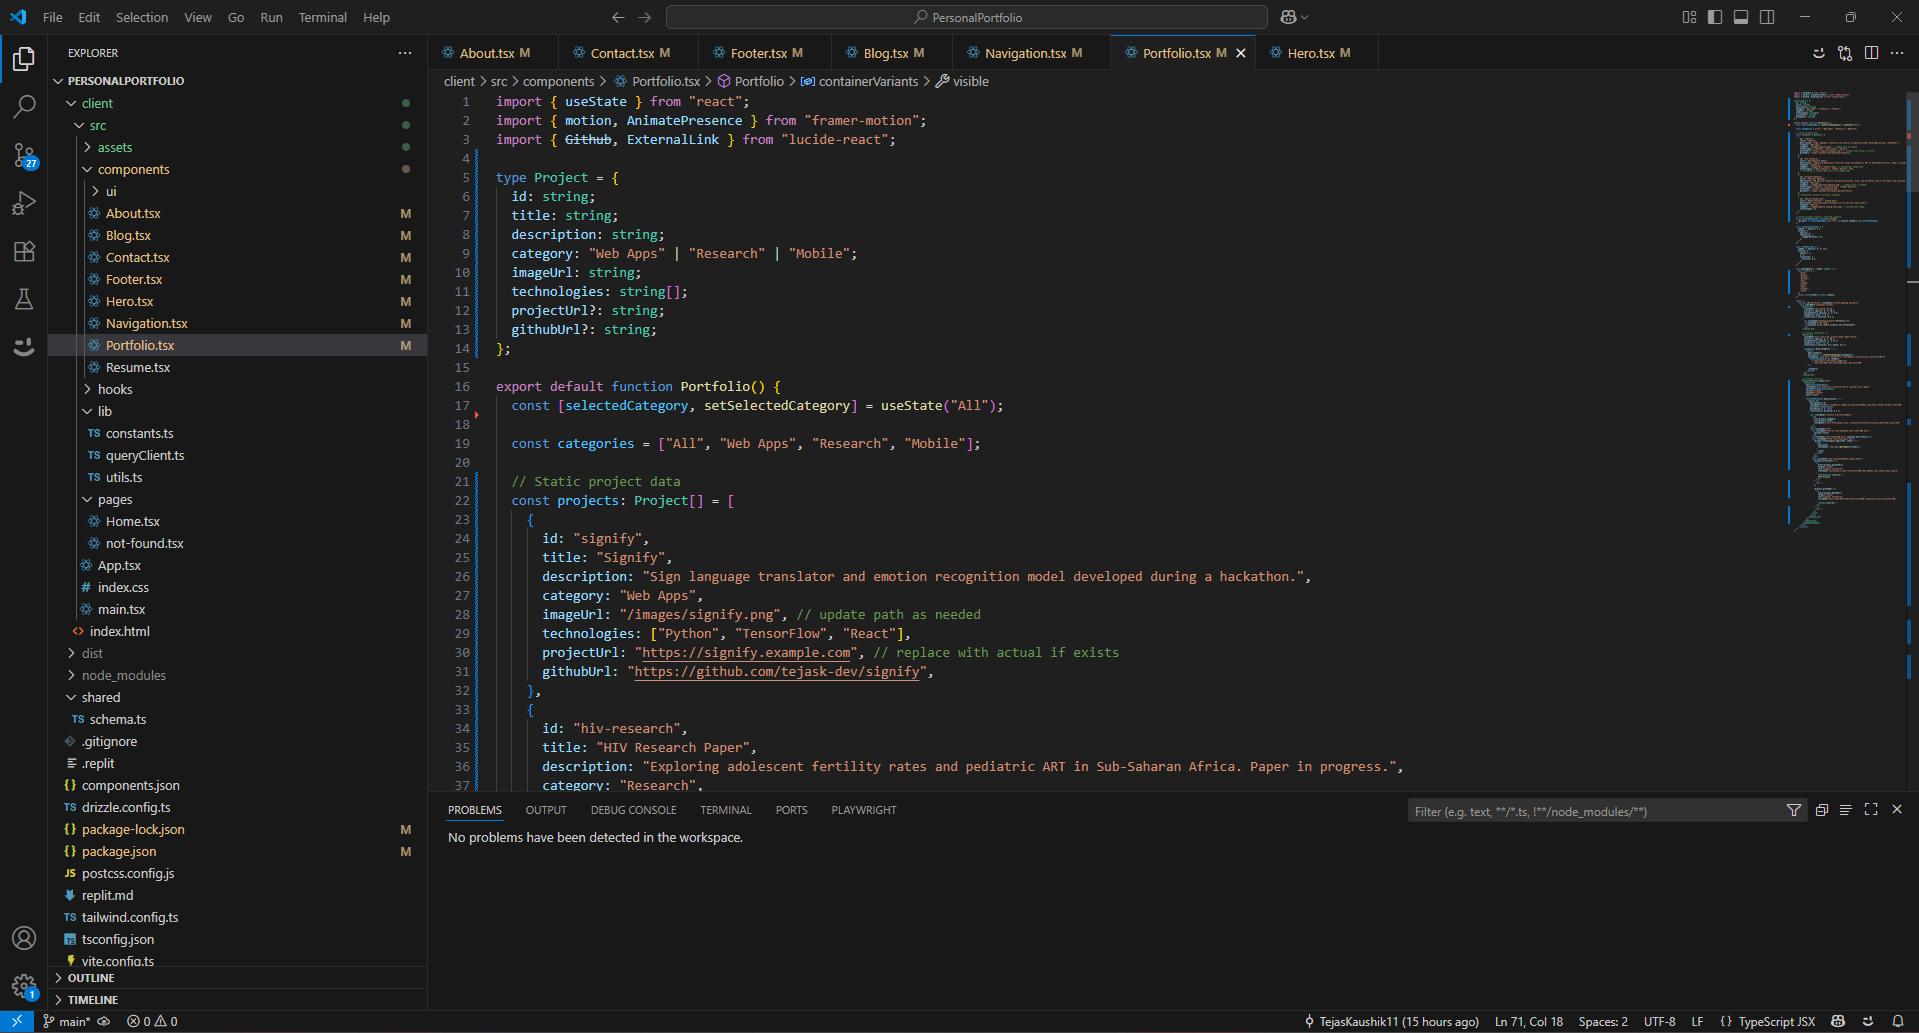 File Edit Selection View Go Run Terminal Help
PersonalPortfolio
EXPLORER
PERSONALPORTFOLIO
client
src
assets
components
ui
About.tsx M
Blog.tsx M
Contact.tsx M
Footer.tsx M
Hero.tsx M
Navigation.tsx M
Portfolio.tsx M
Resume.tsx
hooks
lib
TS constants.ts
TS queryClient.ts
TS utils.ts
pages
Home.tsx
not-found.tsx
App.tsx
# index.css
main.tsx
<> index.html
dist
node_modules
shared
TS schema.ts
.gitignore
.replit
{} components.json
TS drizzle.config.ts
{} package-lock.json M
{} package.json M
JS postcss.config.js
replit.md
TS tailwind.config.ts
TS tsconfig.json
vite.config.ts
OUTLINE
TIMELINE
27
1
About.tsx M Contact.tsx M Footer.tsx M Blog.tsx M Navigation.tsx M Portfolio.tsx M Hero.tsx M
client > src > components > Portfolio.tsx > Portfolio > containerVariants > visible
1 import { useState } from "react";
2 import { motion, AnimatePresence } from "framer-motion";
3 import { Github, ExternalLink } from "lucide-react";
4
5 type Project = {
6 id: string;
7 title: string;
8 description: string;
9 category: "Web Apps" | "Research" | "Mobile";
10 imageUrl: string;
11 technologies: string[];
12 projectUrl?: string;
13 githubUrl?: string;
14 };
15
16 export default function Portfolio() {
17 const [selectedCategory, setSelectedCategory] = useState("All");
18
19 const categories = ["All", "Web Apps", "Research", "Mobile"];
20
21 // Static project data
22 const projects: Project[] = [
23 {
24 id: "signify",
25 title: "Signify",
26 description: "Sign language translator and emotion recognition model developed during a hackathon.",
27 category: "Web Apps",
28 imageUrl: "/images/signify.png", // update path as needed
29 technologies: ["Python", "TensorFlow", "React"],
30 projectUrl: "https://signify.example.com", // replace with actual if exists
31 githubUrl: "https://github.com/tejask-dev/signify",
32 },
33 {
34 id: "hiv-research",
35 title: "HIV Research Paper",
36 description: "Exploring adolescent fertility rates and pediatric ART in Sub-Saharan Africa. Paper in progress.",
37 category: "Research",
PROBLEMS OUTPUT DEBUG CONSOLE TERMINAL PORTS PLAYWRIGHT
Filter (e.g. text, **/*.ts, !**/node_modules/**)
No problems have been detected in the workspace.
main* 0 0
TejasKaushik11 (15 hours ago) Ln 71, Col 18 Spaces: 2 UTF-8 LF {} TypeScript JSX